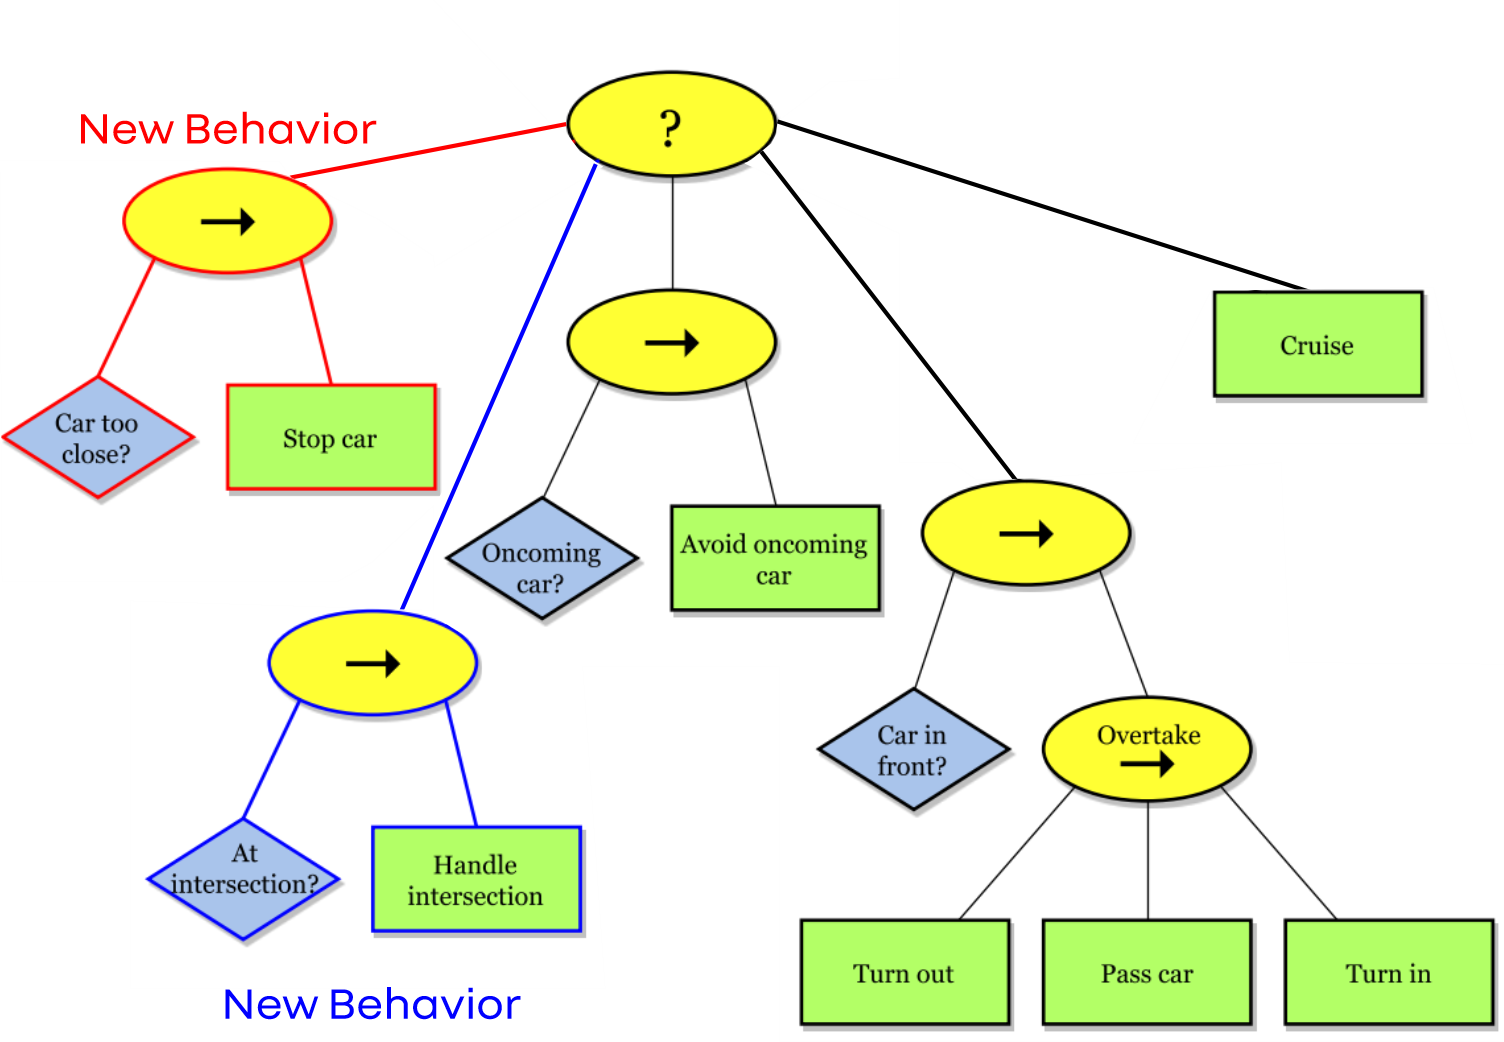 New Behavior
?
→
→
Cruise
Car too
close?
Stop car
Oncoming
car?
Avoid oncoming
car
→
→
Car in
front?
Overtake
→
At
intersection?
Handle
intersection
Turn out
Pass car
Turn in
New Behavior